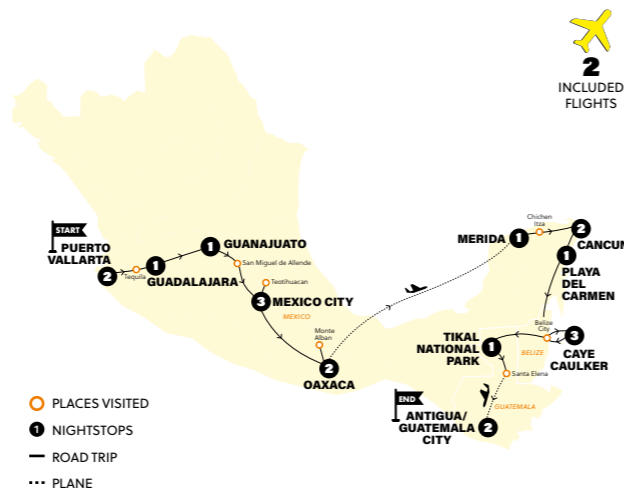 2
INCLUDED
FLIGHTS
START
PUERTO
VALLARTA
2
Tequila
1
GUADALAJARA
1
GUANAJUATO
San Miguel de Allende
Teotihuacan
3
MEXICO CITY
MEXICO
Monte
Alban
2
OAXACA
MERIDA
1
Chichen
Itza
2
CANCUN
1
PLAYA
DEL
CARMEN
Belize
City
3
CAYE
CAULKER
BELIZE
TIKAL
NATIONAL
PARK
1
Santa Elena
GUATEMALA
END
ANTIGUA/
GUATEMALA
CITY
2
PLACES VISITED
1 NIGHTSTOPS
ROAD TRIP
PLANE